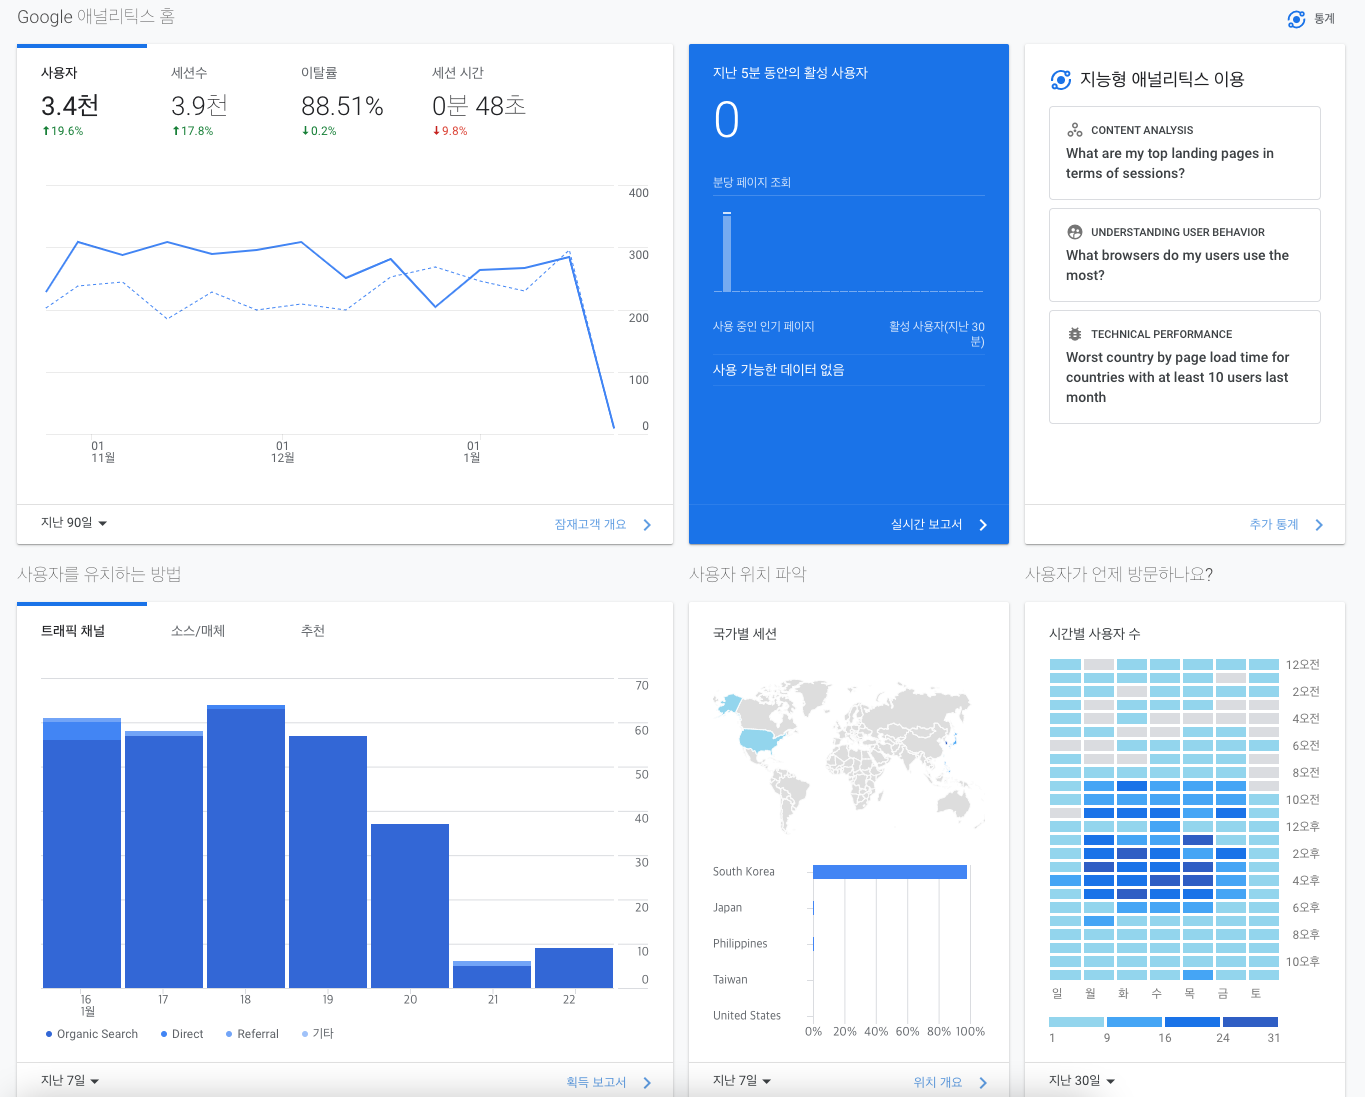 Google 애널리틱스 홈
통계
사용자
3.4천
19.6%
세션수
3.9천
17.8%
이탈률
88.51%
0.2%
세션 시간
0분 48초
9.8%
400
300
200
100
0
01
11월
01
12월
01
1월
지난 90일
잠재고객 개요
지난 5분 동안의 활성 사용자
0
분당 페이지 조회
사용 중인 인기 페이지
활성 사용자(지난 30
분)
사용 가능한 데이터 없음
실시간 보고서
지능형 애널리틱스 이용
CONTENT ANALYSIS
What are my top landing pages in
terms of sessions?
UNDERSTANDING USER BEHAVIOR
What browsers do my users use the
most?
TECHNICAL PERFORMANCE
Worst country by page load time for
countries with at least 10 users last
month
추가 통계
사용자를 유치하는 방법
트래픽 채널
소스/매체
추천
70
60
50
40
30
20
10
0
16
1월
17
18
19
20
21
22
Organic Search
Direct
Referral
기타
지난 7일
획득 보고서
사용자 위치 파악
국가별 세션
South Korea
Japan
Philippines
Taiwan
United States
0% 20% 40% 60% 80% 100%
지난 7일
위치 개요
사용자가 언제 방문하나요?
시간별 사용자 수
12오전
2오전
4오전
6오전
8오전
10오전
12오후
2오후
4오후
6오후
8오후
10오후
일 월 화 수 목 금 토
1 9 16 24 31
지난 30일